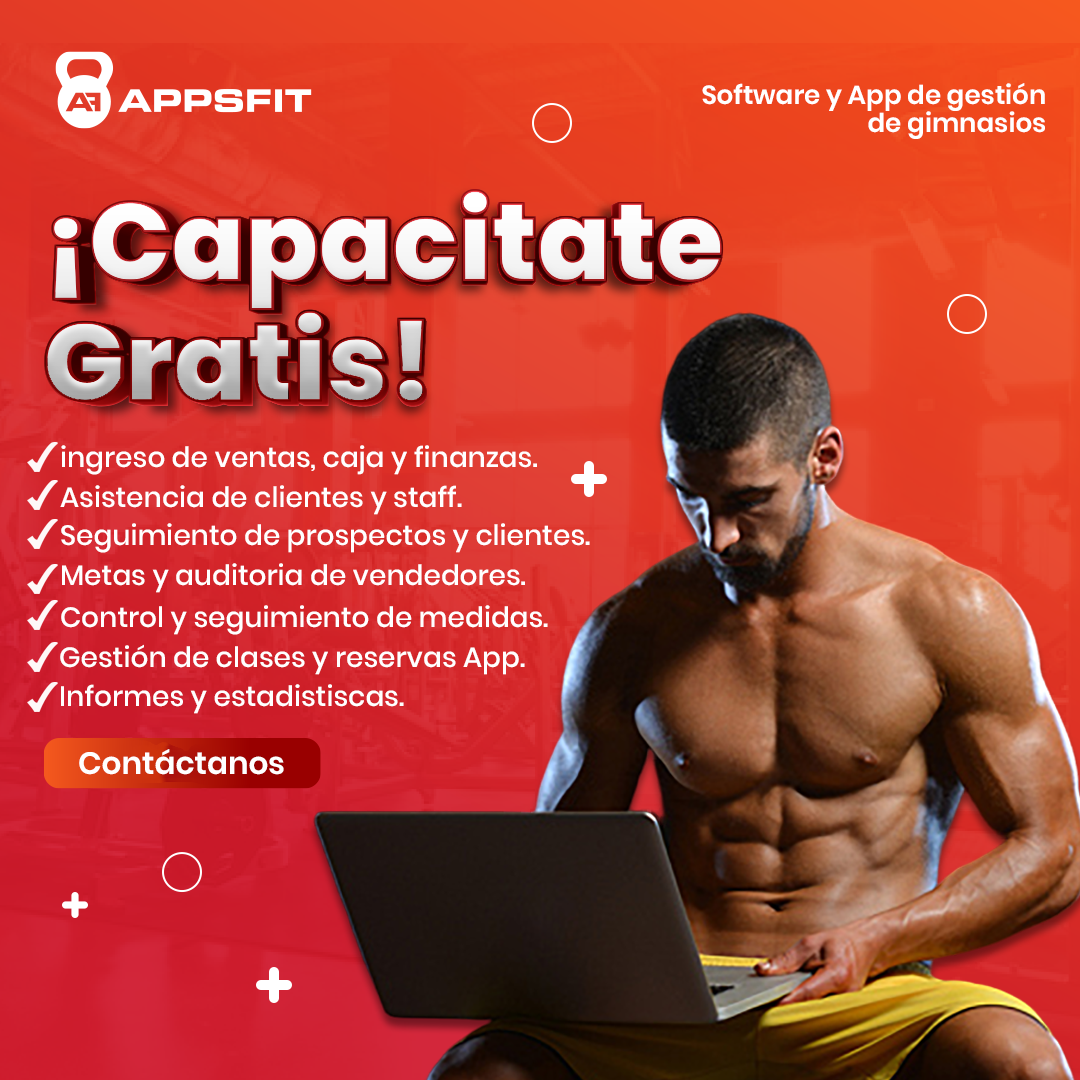 AF APPSFIT
Software y App de gestión
de gimnasios
¡Capacitate
Gratis!
ingreso de ventas, caja y finanzas.
Asistencia de clientes y staff.
Seguimiento de prospectos y clientes.
Metas y auditoria de vendedores.
Control y seguimiento de medidas.
Gestión de clases y reservas App.
Informes y estadistiscas.
Contáctanos